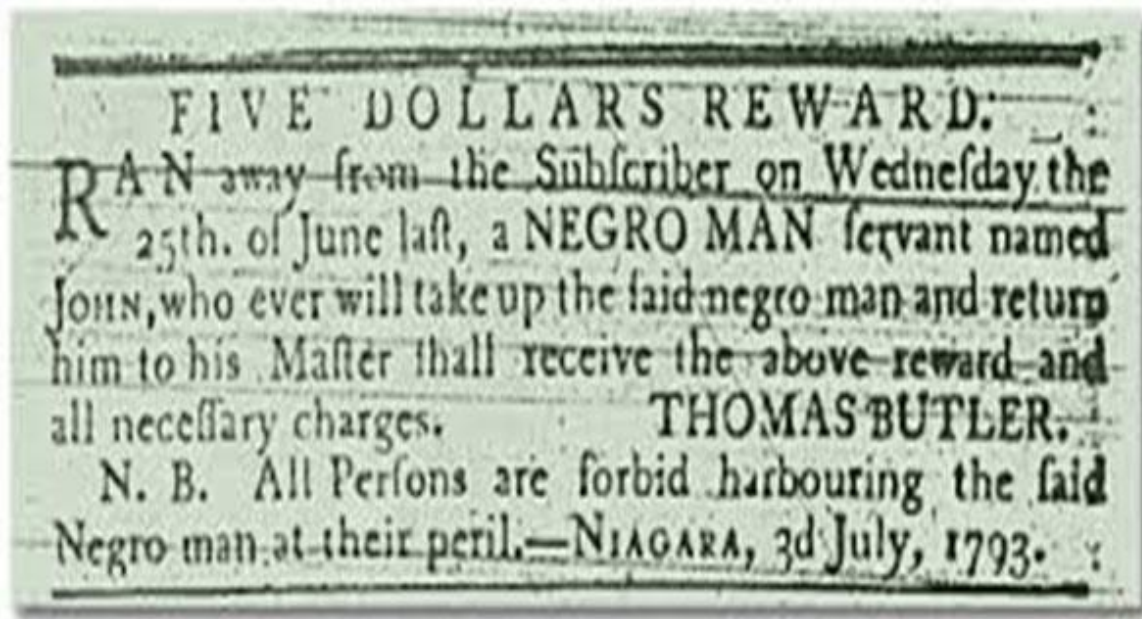 FIVE DOLLARS REWARD.
RAN away from the Subſcriber on Wedneſday the
25th. of June laſt, a NEGRO MAN ſervant named
JOHN, who ever will take up the ſaid negro man and return
him to his Maſter ſhall receive the above reward and
all neceſſary charges. THOMAS BUTLER.
N. B. All Perſons are forbid harbouring the ſaid
Negro man at their peril.—NIAGARA, 3d July, 1793.